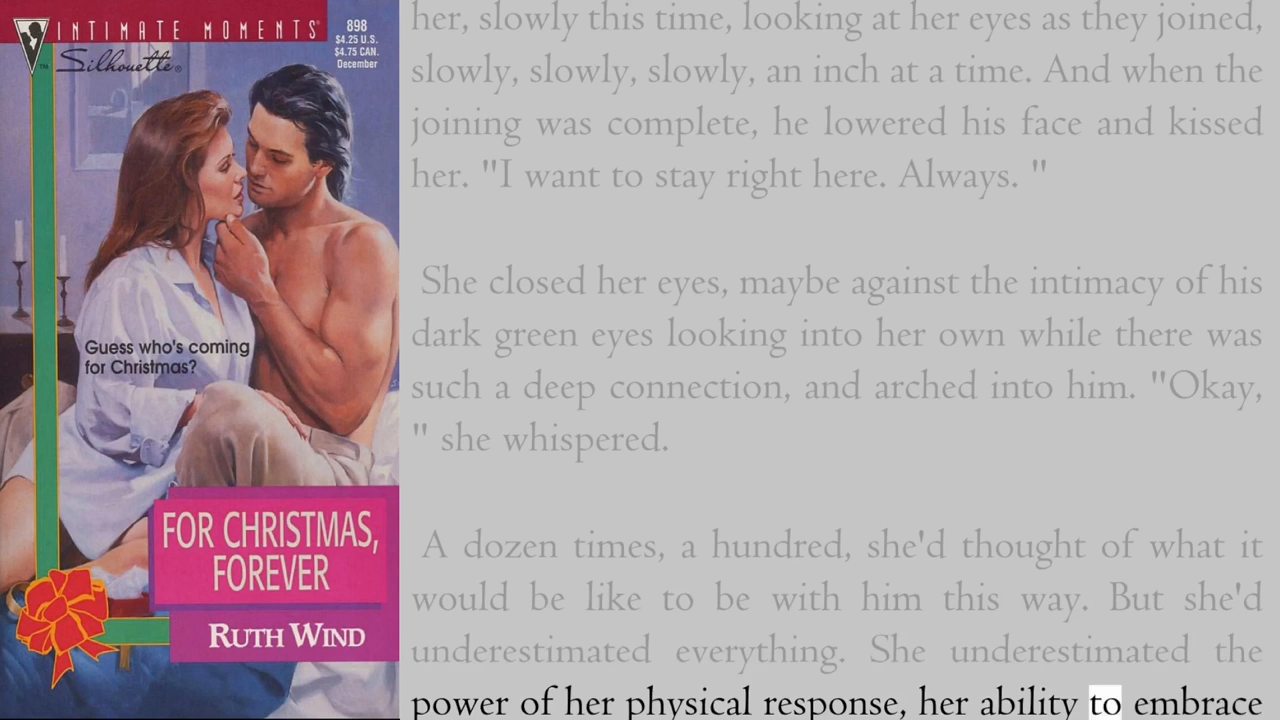 INTIMATE MOMENTS®
Silhouette®
898
$4.25 U.S.
$4.75 CAN.
December
TM
Guess who's coming
for Christmas?
FOR CHRISTMAS,
FOREVER
RUTH WIND
her, slowly this time, looking at her eyes as they joined,
slowly, slowly, slowly, an inch at a time. And when the
joining was complete, he lowered his face and kissed
her. "I want to stay right here. Always. "
She closed her eyes, maybe against the intimacy of his
dark green eyes looking into her own while there was
such a deep connection, and arched into him. "Okay,
" she whispered.
A dozen times, a hundred, she'd thought of what it
would be like to be with him this way. But she'd
underestimated everything. She underestimated the
power of her physical response, her ability to embrace